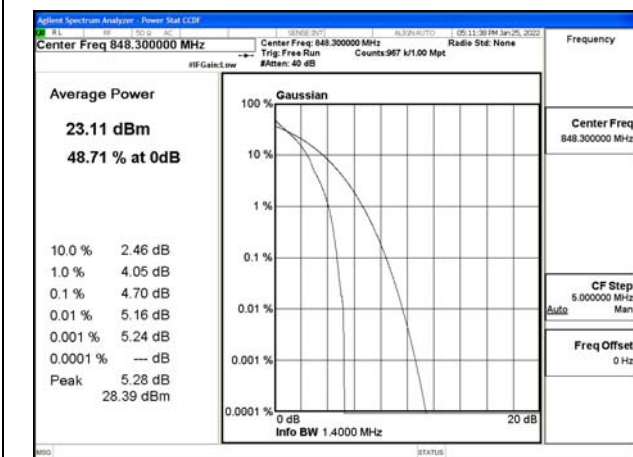 Agilent Spectrum Analyzer - Power Stat CCDF
RL RF 50 Ω AC SENSE:INT ALIGN AUTO 05:11:38 PM Jan 25, 2022
Center Freq 848.300000 MHz
#IFGain:Low
Center Freq: 848.300000 MHz
Radio Std: None
Trig: Free Run
Counts:967 k/1.00 Mpt
#Atten: 40 dB
Frequency
Average Power
23.11 dBm
48.71 % at 0dB
10.0 % 2.46 dB
1.0 % 4.05 dB
0.1 % 4.70 dB
0.01 % 5.16 dB
0.001 % 5.24 dB
0.0001 % --- dB
Peak 5.28 dB
28.39 dBm
Gaussian
100 %
10 %
1 %
0.1 %
0.01 %
0.001 %
0.0001 %
0 dB
20 dB
Info BW 1.4000 MHz
Center Freq
848.300000 MHz
CF Step
5.000000 MHz
Auto Man
Freq Offset
0 Hz
MSG
STATUS